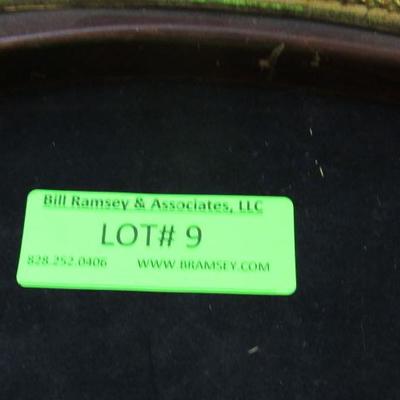 Bill Ramsey & Associates, LLC
LOT# 9
828.252.0406 WWW.BRAMSEY.COM